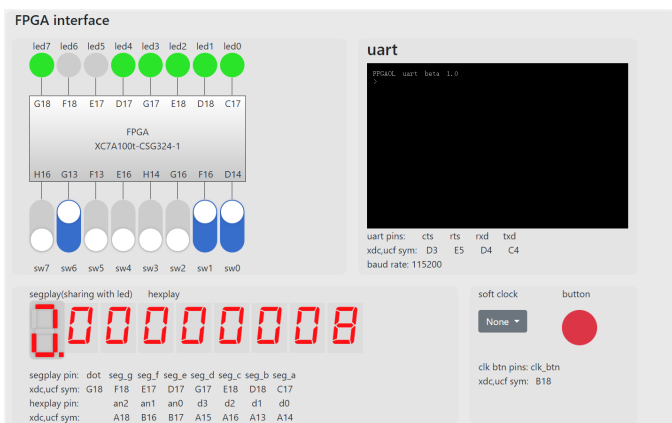 FPGA interface
led7 led6 led5 led4 led3 led2 led1 led0
G18 F18 E17 D17 G17 E18 D18 C17
FPGA
XC7A100t-CSG324-1
H16 G13 F13 E16 H14 G16 F16 D14
sw7 sw6 sw5 sw4 sw3 sw2 sw1 sw0
uart
FPGAOL uart beta 1.0
>
uart pins: cts rts rxd txd
xdc,ucf sym: D3 E5 D4 C4
baud rate: 115200
segplay(sharing with led) hexplay
00000008
segplay pin: dot seg_g seg_f seg_e seg_d seg_c seg_b seg_a
xdc,ucf sym: G18 F18 E17 D17 G17 E18 D18 C17
hexplay pin: an2 an1 an0 d3 d2 d1 d0
xdc,ucf sym: A18 B16 B17 A15 A16 A13 A14
soft clock button
None
clk btn pins: clk_btn
xdc,ucf sym: B18